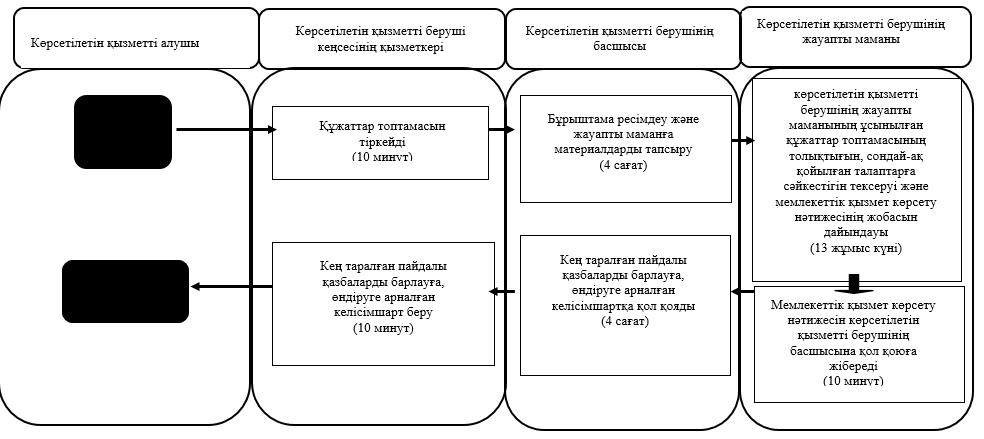 Көрсетілетін қызметті алушы
Көрсетілетін қызметті беруші
кеңсесінің қызметкері
Көрсетілетін қызметті берушінің
басшысы
Көрсетілетін қызметті берушінің
жауапты маманы
Құжаттар топтамасын
тіркейді
(10 минут)
Бұрыштама ресімдеу және
жауапты маманға
материалдарды тапсыру
(4 сағат)
көрсетілетін қызметті
берушінің жауапты
маманының ұсынылған
құжаттар топтамасының
толықтығын, сондай-ақ
қойылған талаптарға
сәйкестігін тексеруі және
мемлекеттік қызмет көрсету
нәтижесінің жобасын
дайындауы
(13 жұмыс күні)
Кең таралған пайдалы
қазбаларды барлауға,
өндіруге арналған
келісімшарт беру
(10 минут)
Кең таралған пайдалы
қазбаларды барлауға,
өндіруге арналған
келісімшартқа қол қояды
(4 сағат)
Мемлекеттік қызмет көрсету
нәтижесін көрсетілетін
қызметті берушінің
басшысына қол қоюға
жібереді
(10 минут)